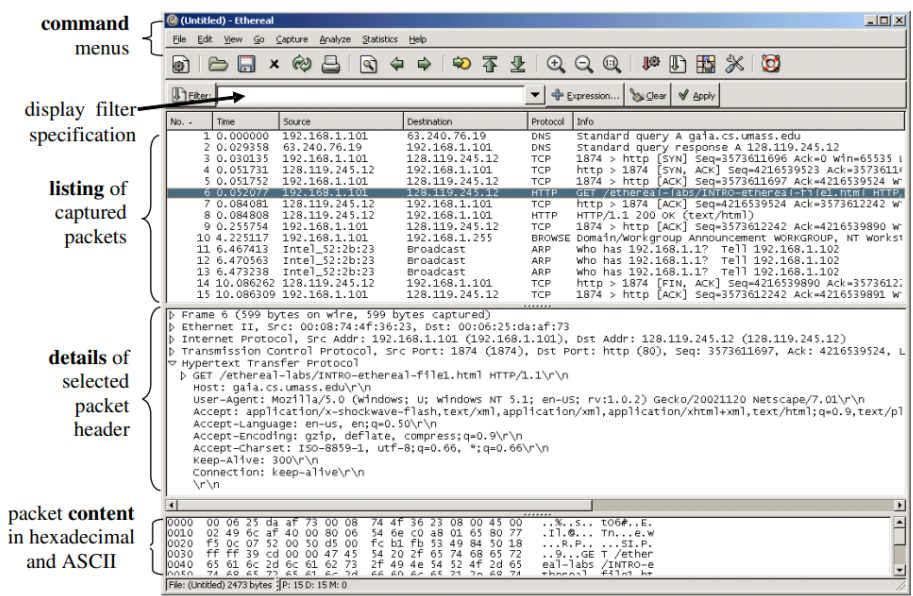 command
menus
display filter
specification
listing of
captured
packets
details of
selected
packet
header
packet content
in hexadecimal
and ASCII
(Untitled) - Ethereal
File Edit View Go Capture Analyze Statistics Help
Filter: Expression... Clear Apply
No. - Time Source Destination Protocol Info
1 0.000000 192.168.1.101 63.240.76.19 DNS Standard query A gaia.cs.umass.edu
2 0.029358 63.240.76.19 192.168.1.101 DNS Standard query response A 128.119.245.12
3 0.030135 192.168.1.101 128.119.245.12 TCP 1874 > http [SYN] Seq=3573611696 Ack=0 Win=65535 L
4 0.051731 128.119.245.12 192.168.1.101 TCP http > 1874 [SYN, ACK] Seq=4216539523 Ack=3573611
5 0.051752 192.168.1.101 128.119.245.12 TCP 1874 > http [ACK] Seq=3573611697 Ack=4216539524 W
6 0.052077 192.168.1.101 128.119.245.12 HTTP GET /ethereal-labs/INTRO-ethereal-file1.html HTTP
7 0.084081 128.119.245.12 192.168.1.101 TCP http > 1874 [ACK] Seq=4216539524 Ack=3573612242 W
8 0.084808 128.119.245.12 192.168.1.101 HTTP HTTP/1.1 200 OK (text/html)
9 0.255754 192.168.1.101 128.119.245.12 TCP 1874 > http [ACK] Seq=3573612242 Ack=4216539890 W
10 4.225117 192.168.1.101 192.168.1.255 BROWSE Domain/Workgroup Announcement WORKGROUP, NT Workst
11 6.467413 Intel_52:2b:23 Broadcast ARP Who has 192.168.1.1? Tell 192.168.1.102
12 6.470563 Intel_52:2b:23 Broadcast ARP Who has 192.168.1.1? Tell 192.168.1.102
13 6.473238 Intel_52:2b:23 Broadcast ARP Who has 192.168.1.1? Tell 192.168.1.102
14 10.086262 128.119.245.12 192.168.1.101 TCP http > 1874 [FIN, ACK] Seq=4216539890 Ack=3573612
15 10.086309 192.168.1.101 128.119.245.12 TCP 1874 > http [ACK] Seq=3573612242 Ack=4216539891 W
Frame 6 (599 bytes on wire, 599 bytes captured)
Ethernet II, Src: 00:08:74:4f:36:23, Dst: 00:06:25:da:af:73
Internet Protocol, Src Addr: 192.168.1.101 (192.168.1.101), Dst Addr: 128.119.245.12 (128.119.245.12)
Transmission Control Protocol, Src Port: 1874 (1874), Dst Port: http (80), Seq: 3573611697, Ack: 4216539524, L
Hypertext Transfer Protocol
GET /ethereal-labs/INTRO-ethereal-file1.html HTTP/1.1\r\n
Host: gaia.cs.umass.edu\r\n
User-Agent: Mozilla/5.0 (Windows; U; Windows NT 5.1; en-US; rv:1.0.2) Gecko/20021120 Netscape/7.01\r\n
Accept: application/x-shockwave-flash,text/xml,application/xml,application/xhtml+xml,text/html;q=0.9,text/pl
Accept-Language: en-us, en;q=0.50\r\n
Accept-Encoding: gzip, deflate, compress;q=0.9\r\n
Accept-Charset: ISO-8859-1, utf-8;q=0.66, *;q=0.66\r\n
Keep-Alive: 300\r\n
Connection: keep-alive\r\n
\r\n
0000 00 06 25 da af 73 00 08 74 4f 36 23 08 00 45 00 ..%..s.. tO6#..E.
0010 02 49 6c af 40 00 80 06 54 6e c0 a8 01 65 80 77 .Il.@... Tn...e.w
0020 f5 0c 07 52 00 50 d5 00 fc b1 fb 53 49 84 50 18 ...R.P.. ...SI.P.
0030 ff ff 39 cd 00 00 47 45 54 20 2f 65 74 68 65 72 ..9...GE T /ether
0040 65 61 6c 2d 6c 61 62 73 2f 49 4e 54 52 4f 2d 65 eal-labs /INTRO-e
File: (Untitled) 2473 bytes P: 15 D: 15 M: 0